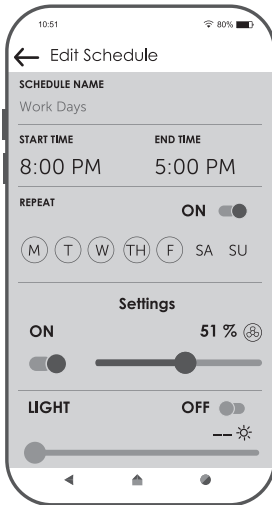 10:51 80%
Edit Schedule
SCHEDULE NAME
Work Days
START TIME END TIME
8:00 PM 5:00 PM
REPEAT ON
M T W TH F SA SU
Settings
ON 51 %
LIGHT OFF
--